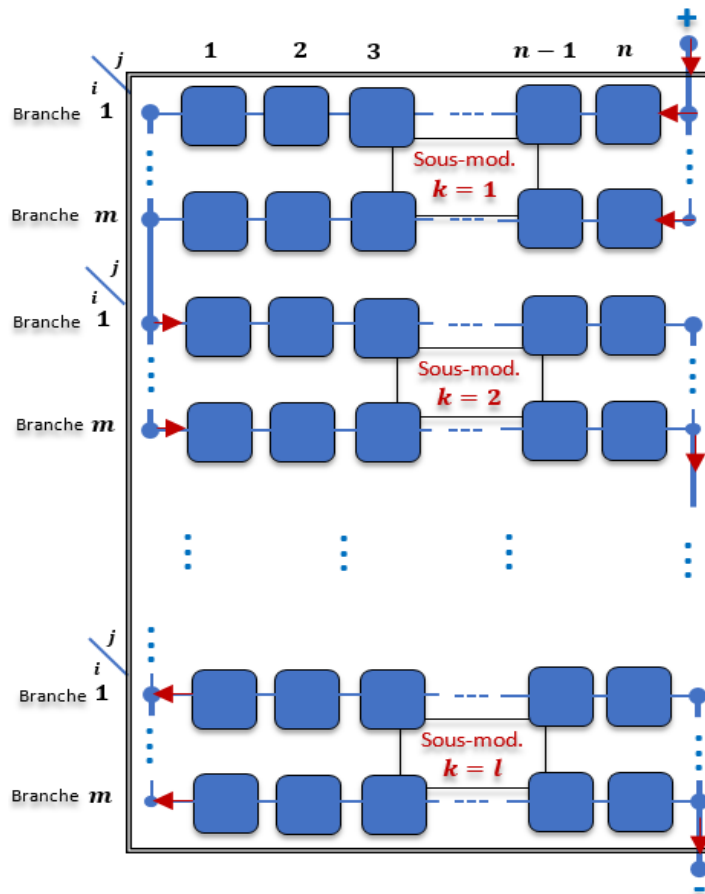 +
j 1 2 3 n − 1 n
i
Branche 1
Sous-mod.
k = 1
Branche m
j
i
Branche 1
Sous-mod.
k = 2
Branche m
j
i
Branche 1
Sous-mod.
k = l
Branche m
-